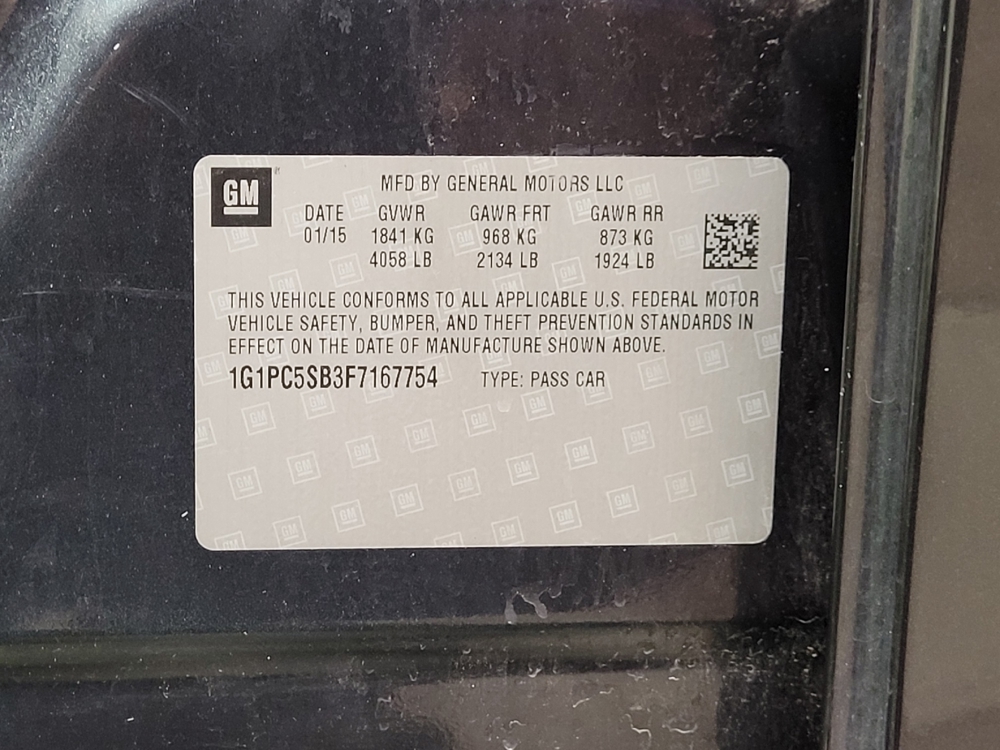 GM
MFD BY GENERAL MOTORS LLC
DATE GVWR GAWR FRT GAWR RR
01/15 1841 KG 968 KG 873 KG
4058 LB 2134 LB 1924 LB
THIS VEHICLE CONFORMS TO ALL APPLICABLE U.S. FEDERAL MOTOR
VEHICLE SAFETY, BUMPER, AND THEFT PREVENTION STANDARDS IN
EFFECT ON THE DATE OF MANUFACTURE SHOWN ABOVE.
1G1PC5SB3F7167754 TYPE: PASS CAR